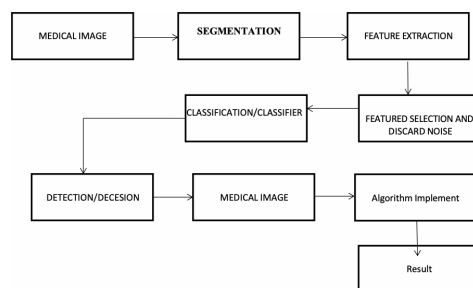 MEDICAL IMAGE
SEGMENTATION
FEATURE EXTRACTION
FEATURED SELECTION AND
DISCARD NOISE
CLASSIFICATION/CLASSIFIER
DETECTION/DECESION
MEDICAL IMAGE
Algorithm Implement
Result